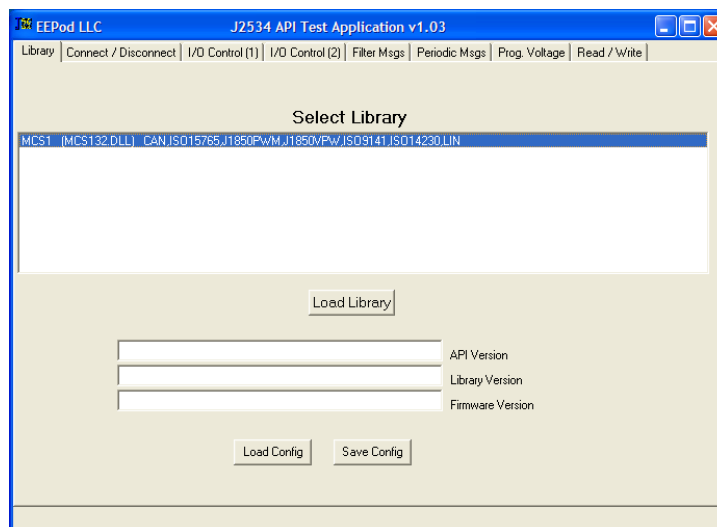 EEPod LLC J2534 API Test Application v1.03
Library Connect / Disconnect I/O Control (1) I/O Control (2) Filter Msgs Periodic Msgs Prog. Voltage Read / Write
Select Library
MCS1 (MCS132.DLL) CAN,ISO15765,J1850PWM,J1850VPW,ISO9141,ISO14230,LIN
Load Library
API Version
Library Version
Firmware Version
Load Config Save Config